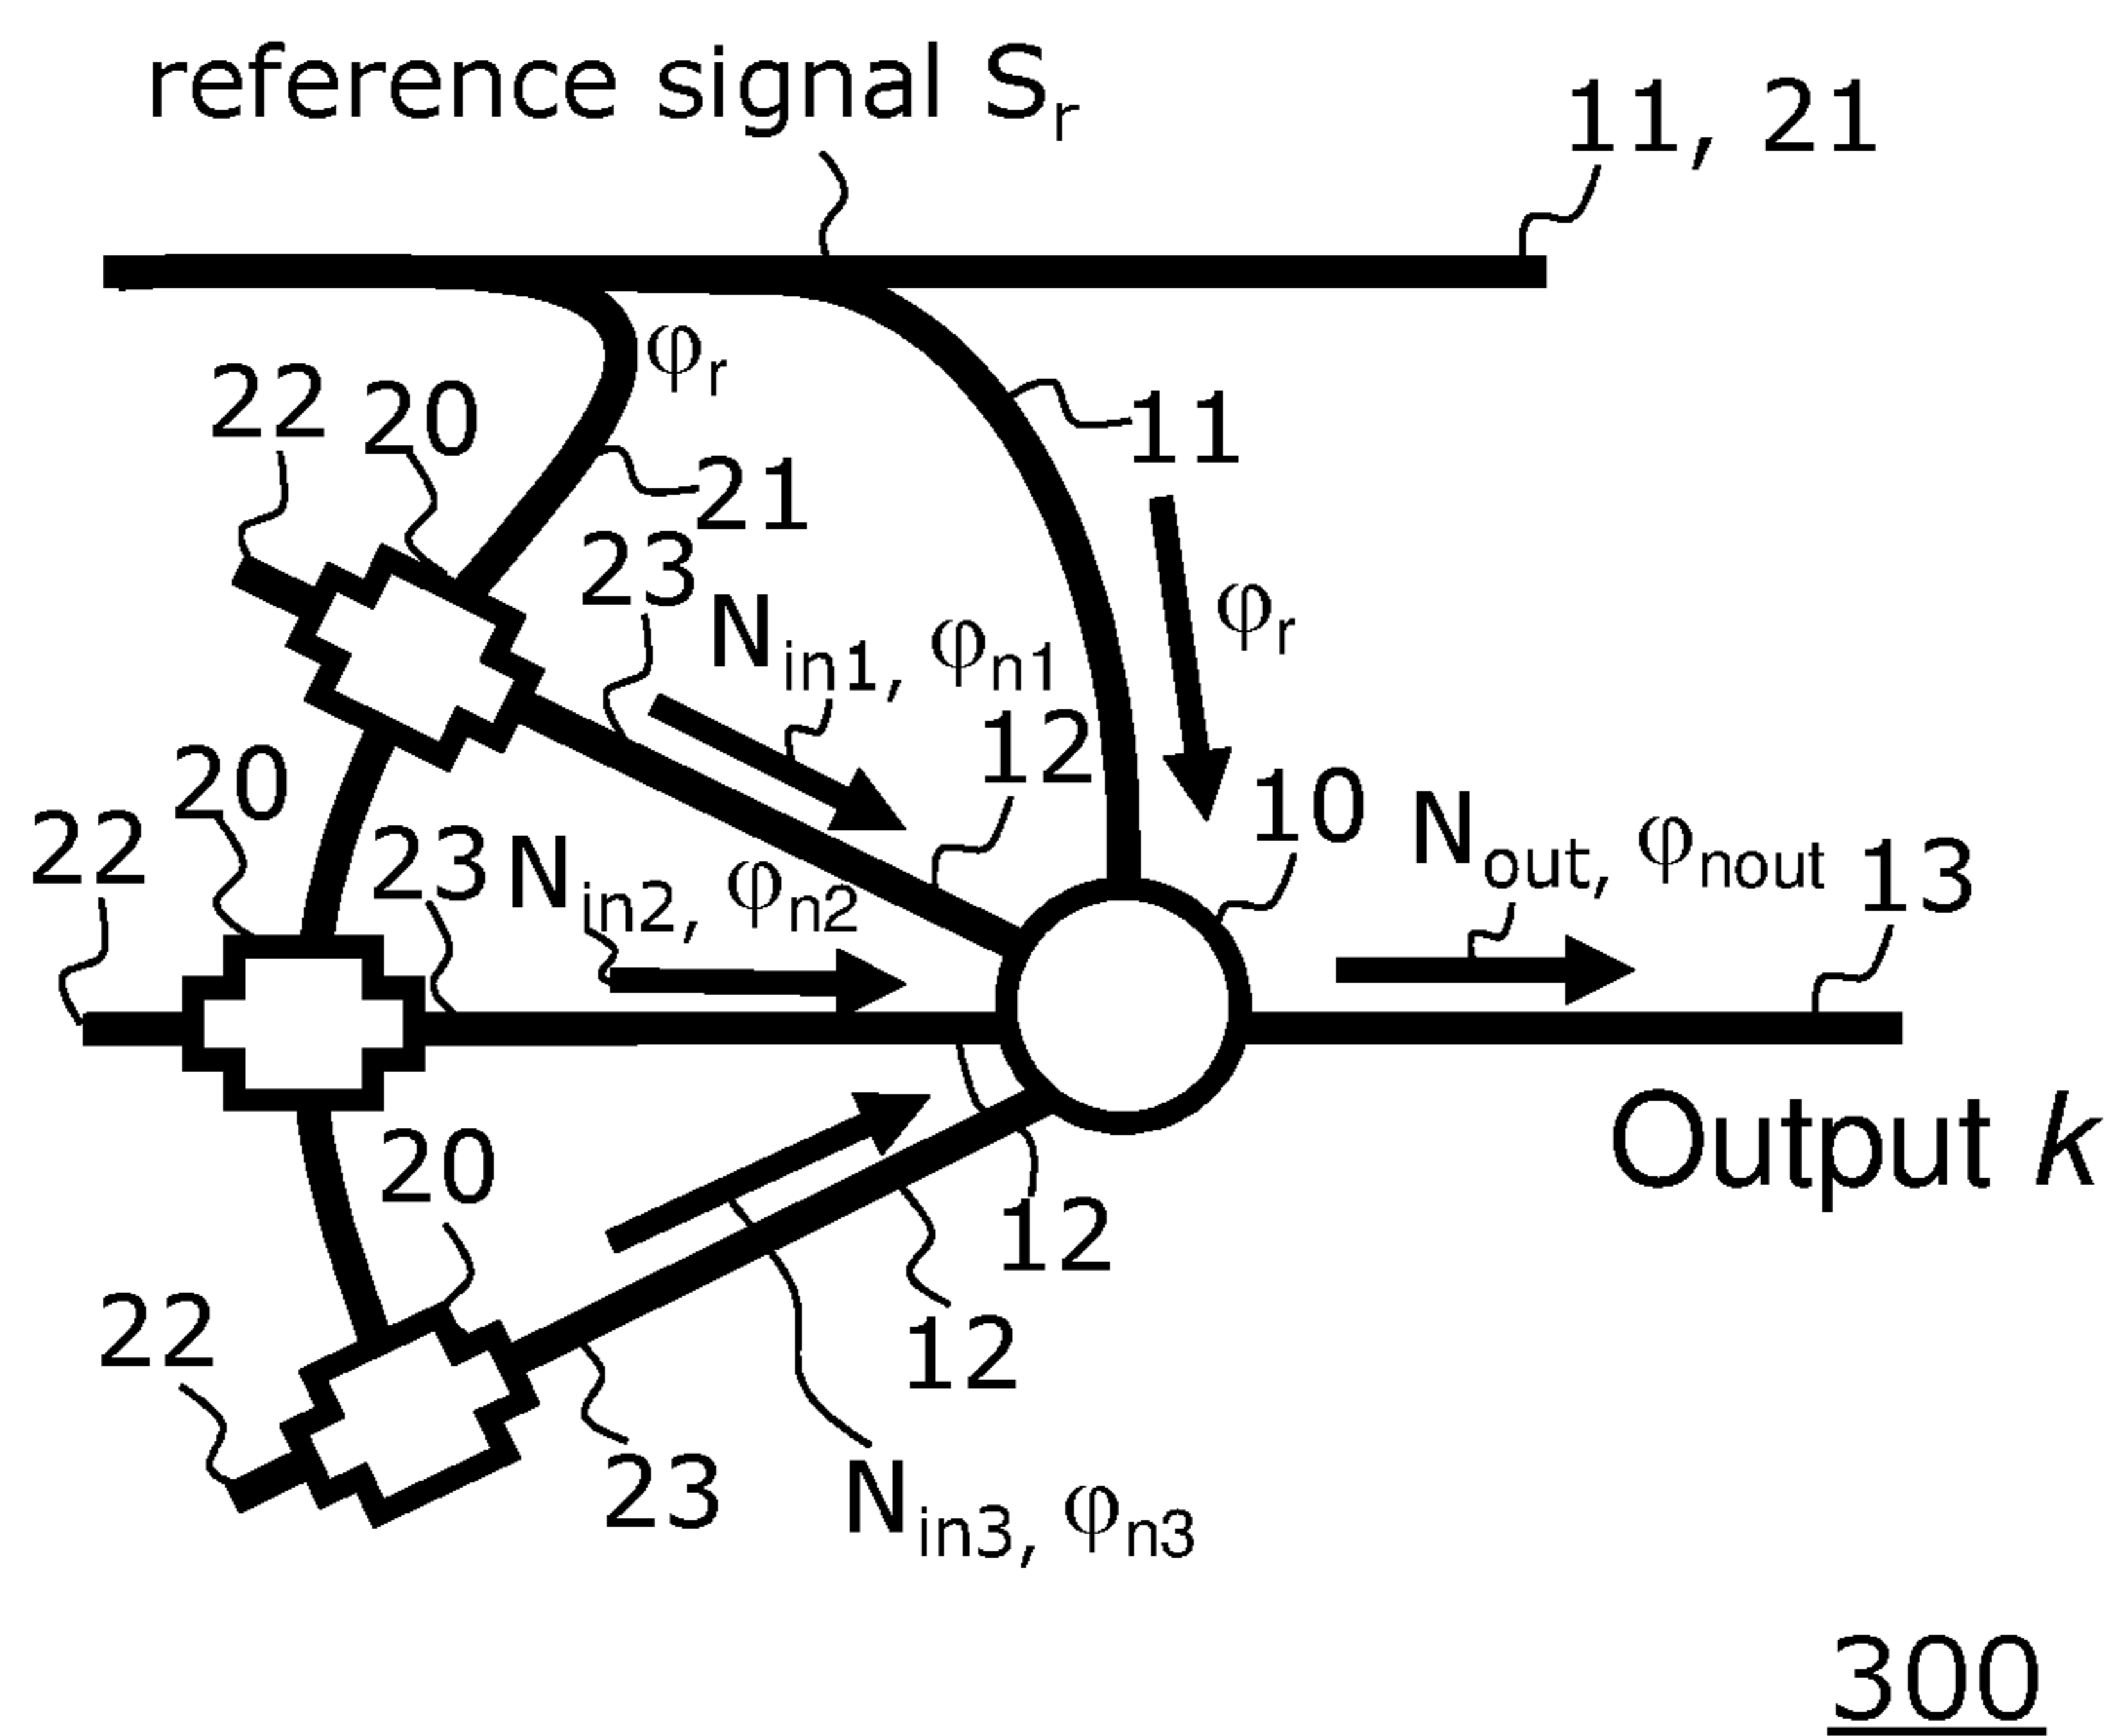 reference signal Sr
11, 21
φr
22
20
11
21
23
Nin1, φn1
φr
12
20
10
22
23
Nin2, φn2
Nout, φnout
13
Output k
20
12
22
12
23
Nin3, φn3
300